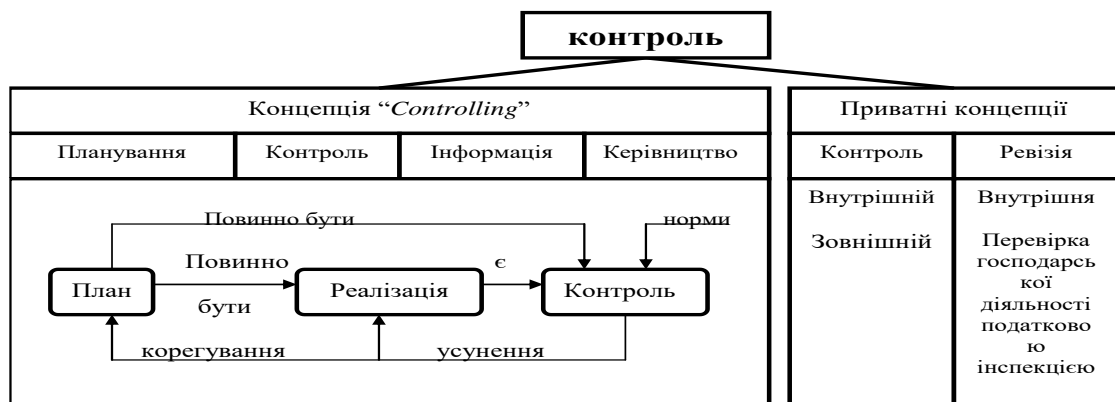 контроль
Концепція “Controlling”
Приватні концепції
Планування
Контроль
Інформація
Керівництво
Контроль
Ревізія
Повинно бути
норми
Повинно
є
План
Реалізація
Контроль
бути
корегування
усунення
Внутрішній
Зовнішній
Внутрішня
Перевірка
господарсь
кої
діяльності
податково
ю
інспекцією